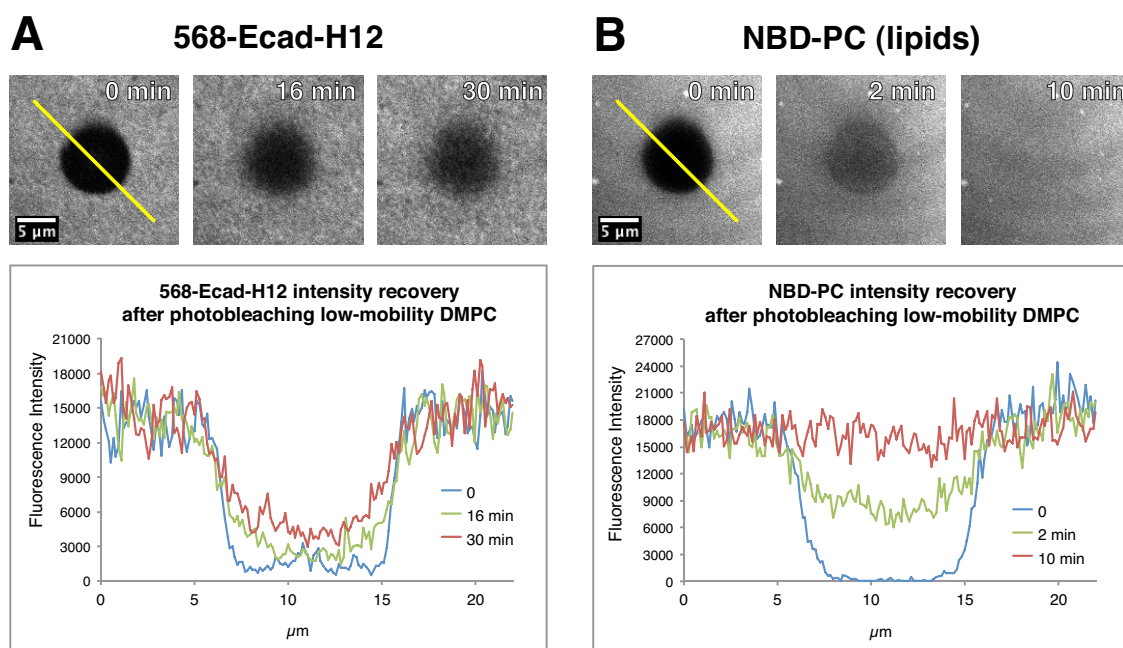 A
568-Ecad-H12
0 min
16 min
30 min
5 µm
568-Ecad-H12 intensity recovery
after photobleaching low-mobility DMPC
21000
18000
15000
12000
9000
6000
3000
0
Fluorescence Intensity
0
16 min
30 min
0
5
10
15
20
µm
B
NBD-PC (lipids)
0 min
2 min
10 min
5 µm
NBD-PC intensity recovery
after photobleaching low-mobility DMPC
27000
24000
21000
18000
15000
12000
9000
6000
3000
0
Fluorescence Intensity
0
2 min
10 min
0
5
10
15
20
µm